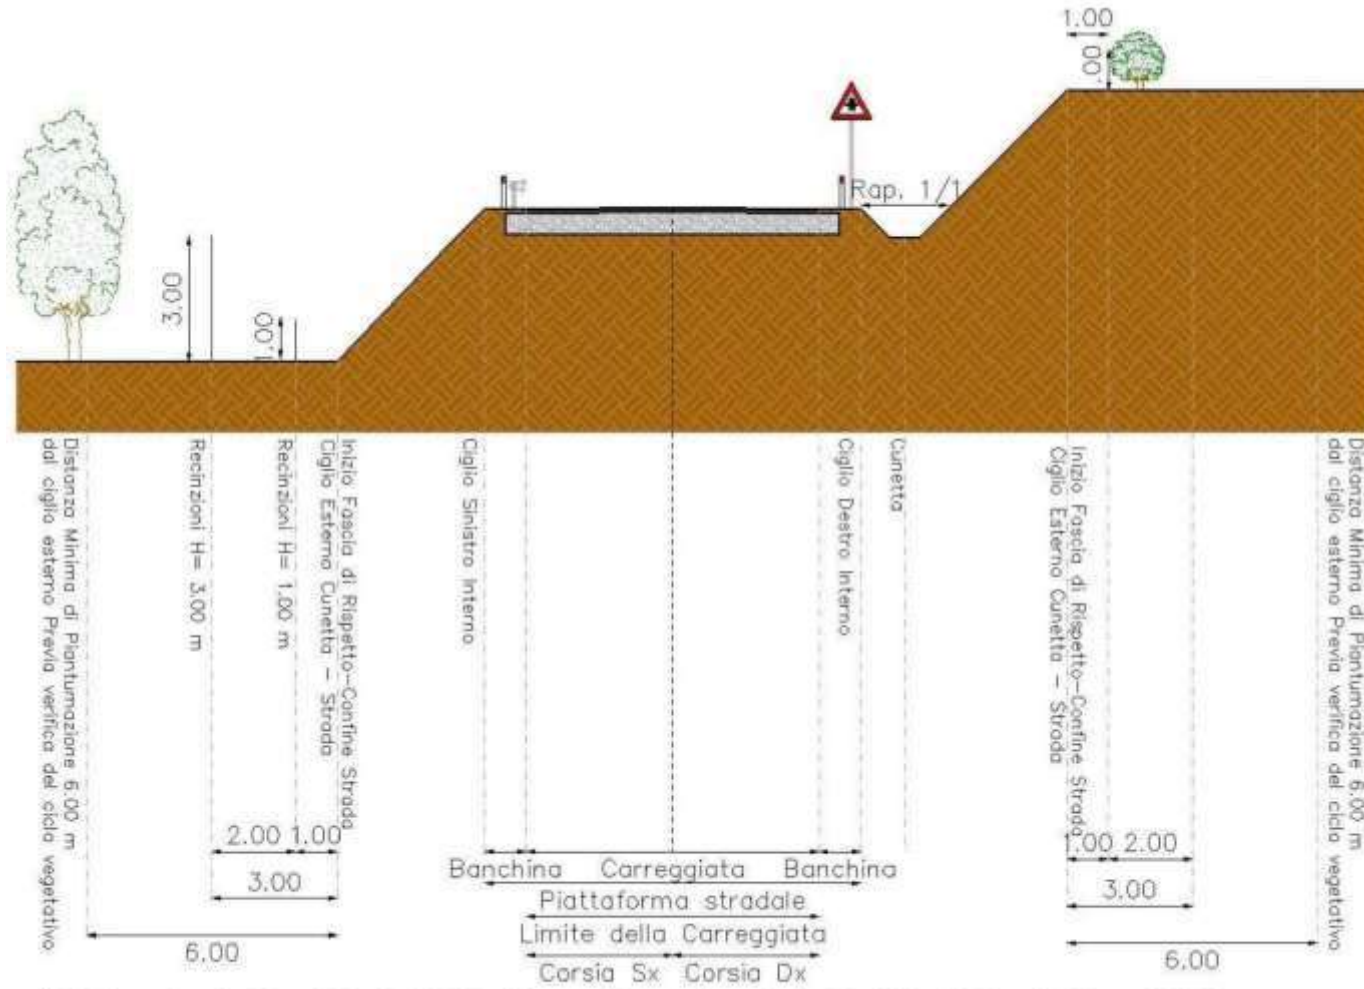 1.00
.00
Rap. 1/1
3.00
1.00
Distanza Minima di Piantumazione 6.00 m
dal ciglio esterno Previa verifica del ciclo vegetativo
Recinzioni H= 3.00 m
Recinzioni H= 1.00 m
Inizio Fascia di Rispetto-Confine Strada
Ciglio Esterno Cunetta - Strada
Ciglio Sinistro Interno
Ciglio Destro Interno
Cunetta
Inizio Fascia di Rispetto-Confine Strada
Ciglio Esterno Cunetta - Strada
Distanza Minima di Piantumazione 6.00 m
dal ciglio esterno Previa verifica del ciclo vegetativo
2.00 1.00
3.00
6.00
Banchina Carreggiata Banchina
Piattaforma stradale
Limite della Carreggiata
Corsia Sx Corsia Dx
1.00 2.00
3.00
6.00